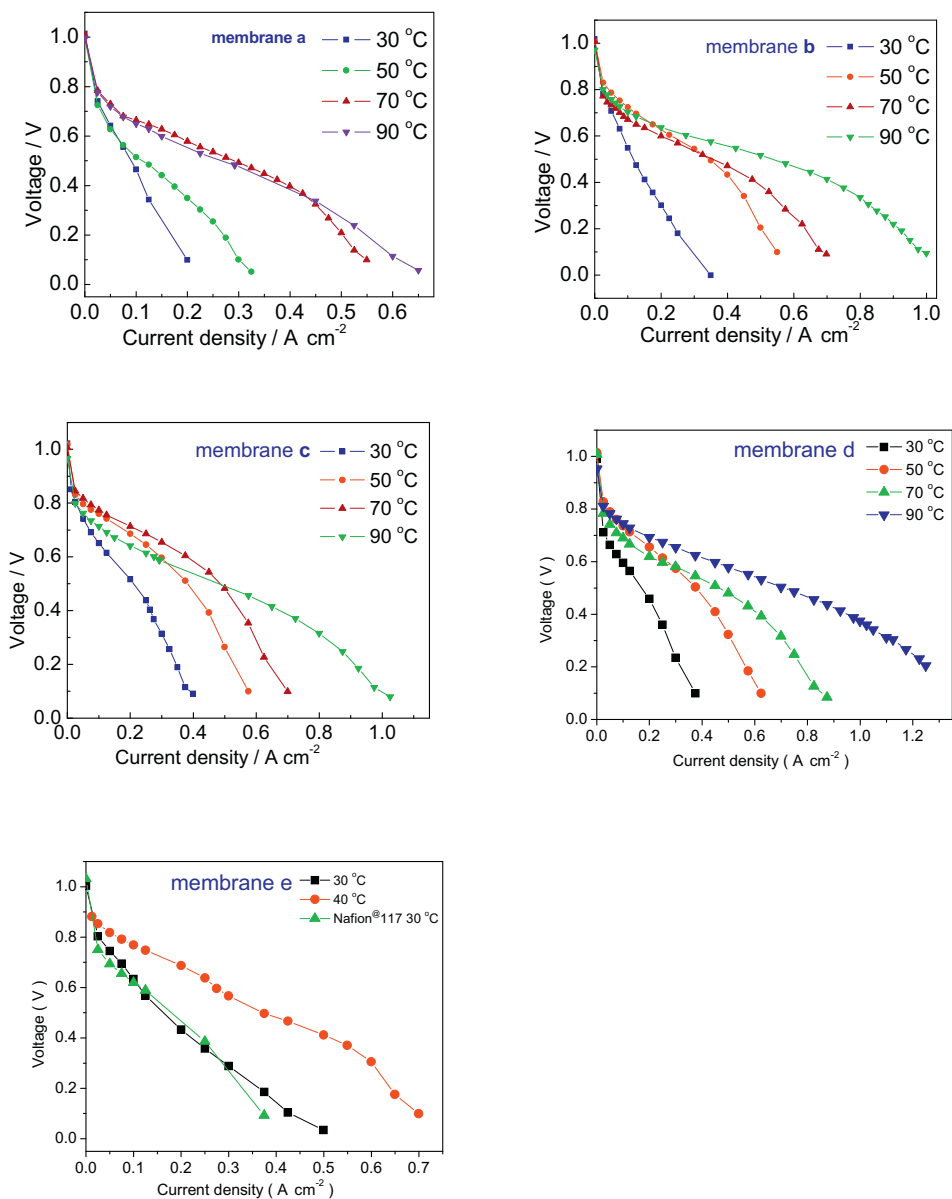 membrane a
30 °C
50 °C
70 °C
90 °C
Voltage / V
1.0
0.8
0.6
0.4
0.2
0.0
0.0 0.1 0.2 0.3 0.4 0.5 0.6
Current density / A cm-2
membrane b
30 °C
50 °C
70 °C
90 °C
Voltage / V
1.0
0.8
0.6
0.4
0.2
0.0
0.0 0.2 0.4 0.6 0.8 1.0
Current density / A cm-2
membrane c
30 °C
50 °C
70 °C
90 °C
Voltage / V
1.0
0.8
0.6
0.4
0.2
0.0
0.0 0.2 0.4 0.6 0.8 1.0
Current density / A cm-2
membrane d
30 °C
50 °C
70 °C
90 °C
Voltage ( V )
1.0
0.8
0.6
0.4
0.2
0.0
0.0 0.2 0.4 0.6 0.8 1.0 1.2
Current density ( A cm-2 )
membrane e
30 °C
40 °C
Nafion@117 30 °C
Voltage ( V )
1.0
0.8
0.6
0.4
0.2
0.0
0.0 0.1 0.2 0.3 0.4 0.5 0.6 0.7
Current density ( A cm-2 )